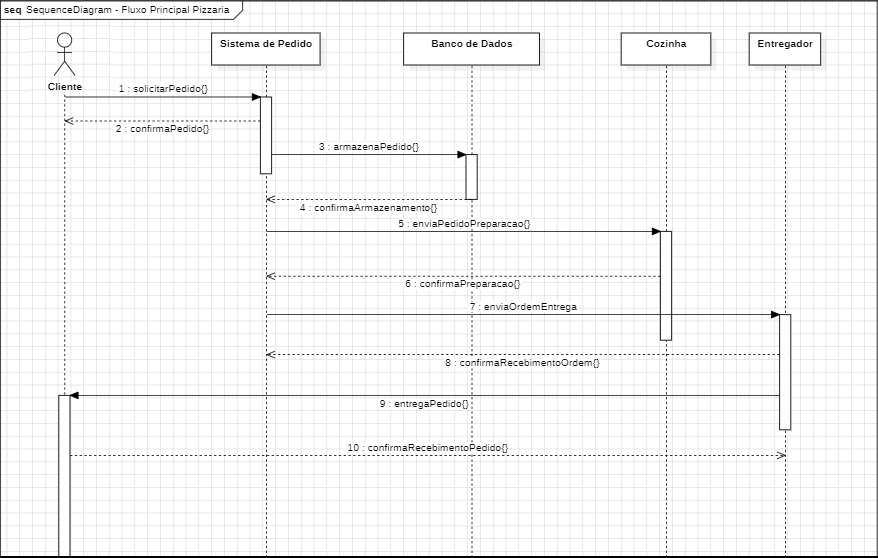 seq SequenceDiagram - Fluxo Principal Pizzaria
Sistema de Pedido
Banco de Dados
Cozinha
Entregador
Cliente
1 : solicitarPedido{}
2 : confirmaPedido{}
3 : armazenaPedido{}
4 : confirmaArmazenamento{}
5 : enviaPedidoPreparacao{}
6 : confirmaPreparacao{}
7 : enviaOrdemEntrega
8 : confirmaRecebimentoOrdem{}
9 : entregaPedido{}
10 : confirmaRecebimentoPedido{}